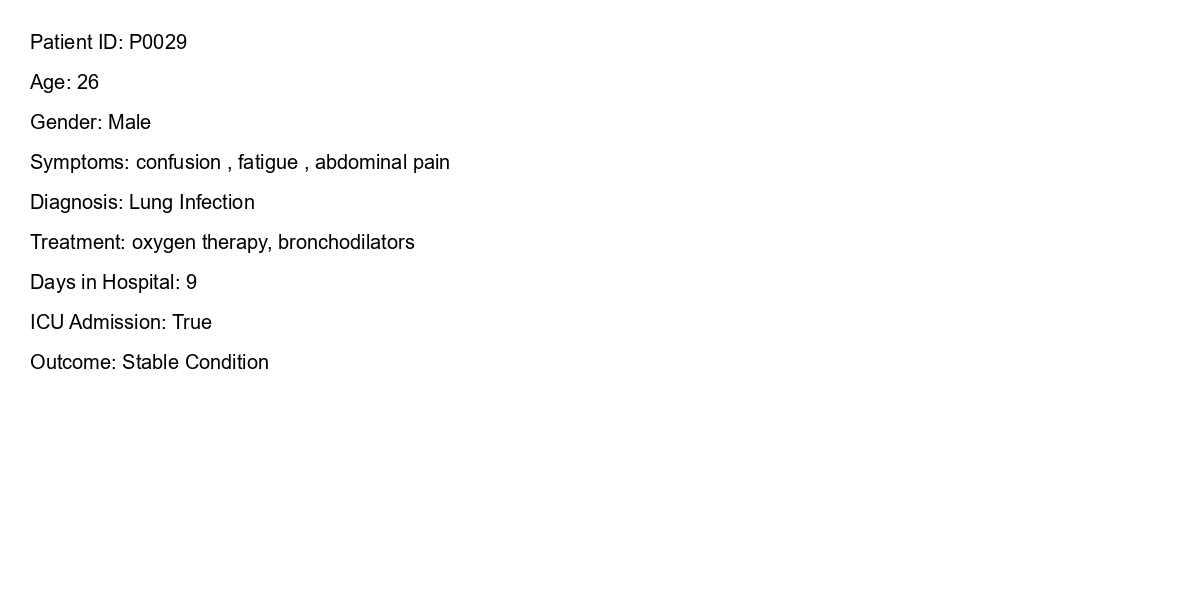 Patient ID: P0029
Age: 26
Gender: Male
Symptoms: confusion , fatigue , abdominal pain
Diagnosis: Lung Infection
Treatment: oxygen therapy, bronchodilators
Days in Hospital: 9
ICU Admission: True
Outcome: Stable Condition